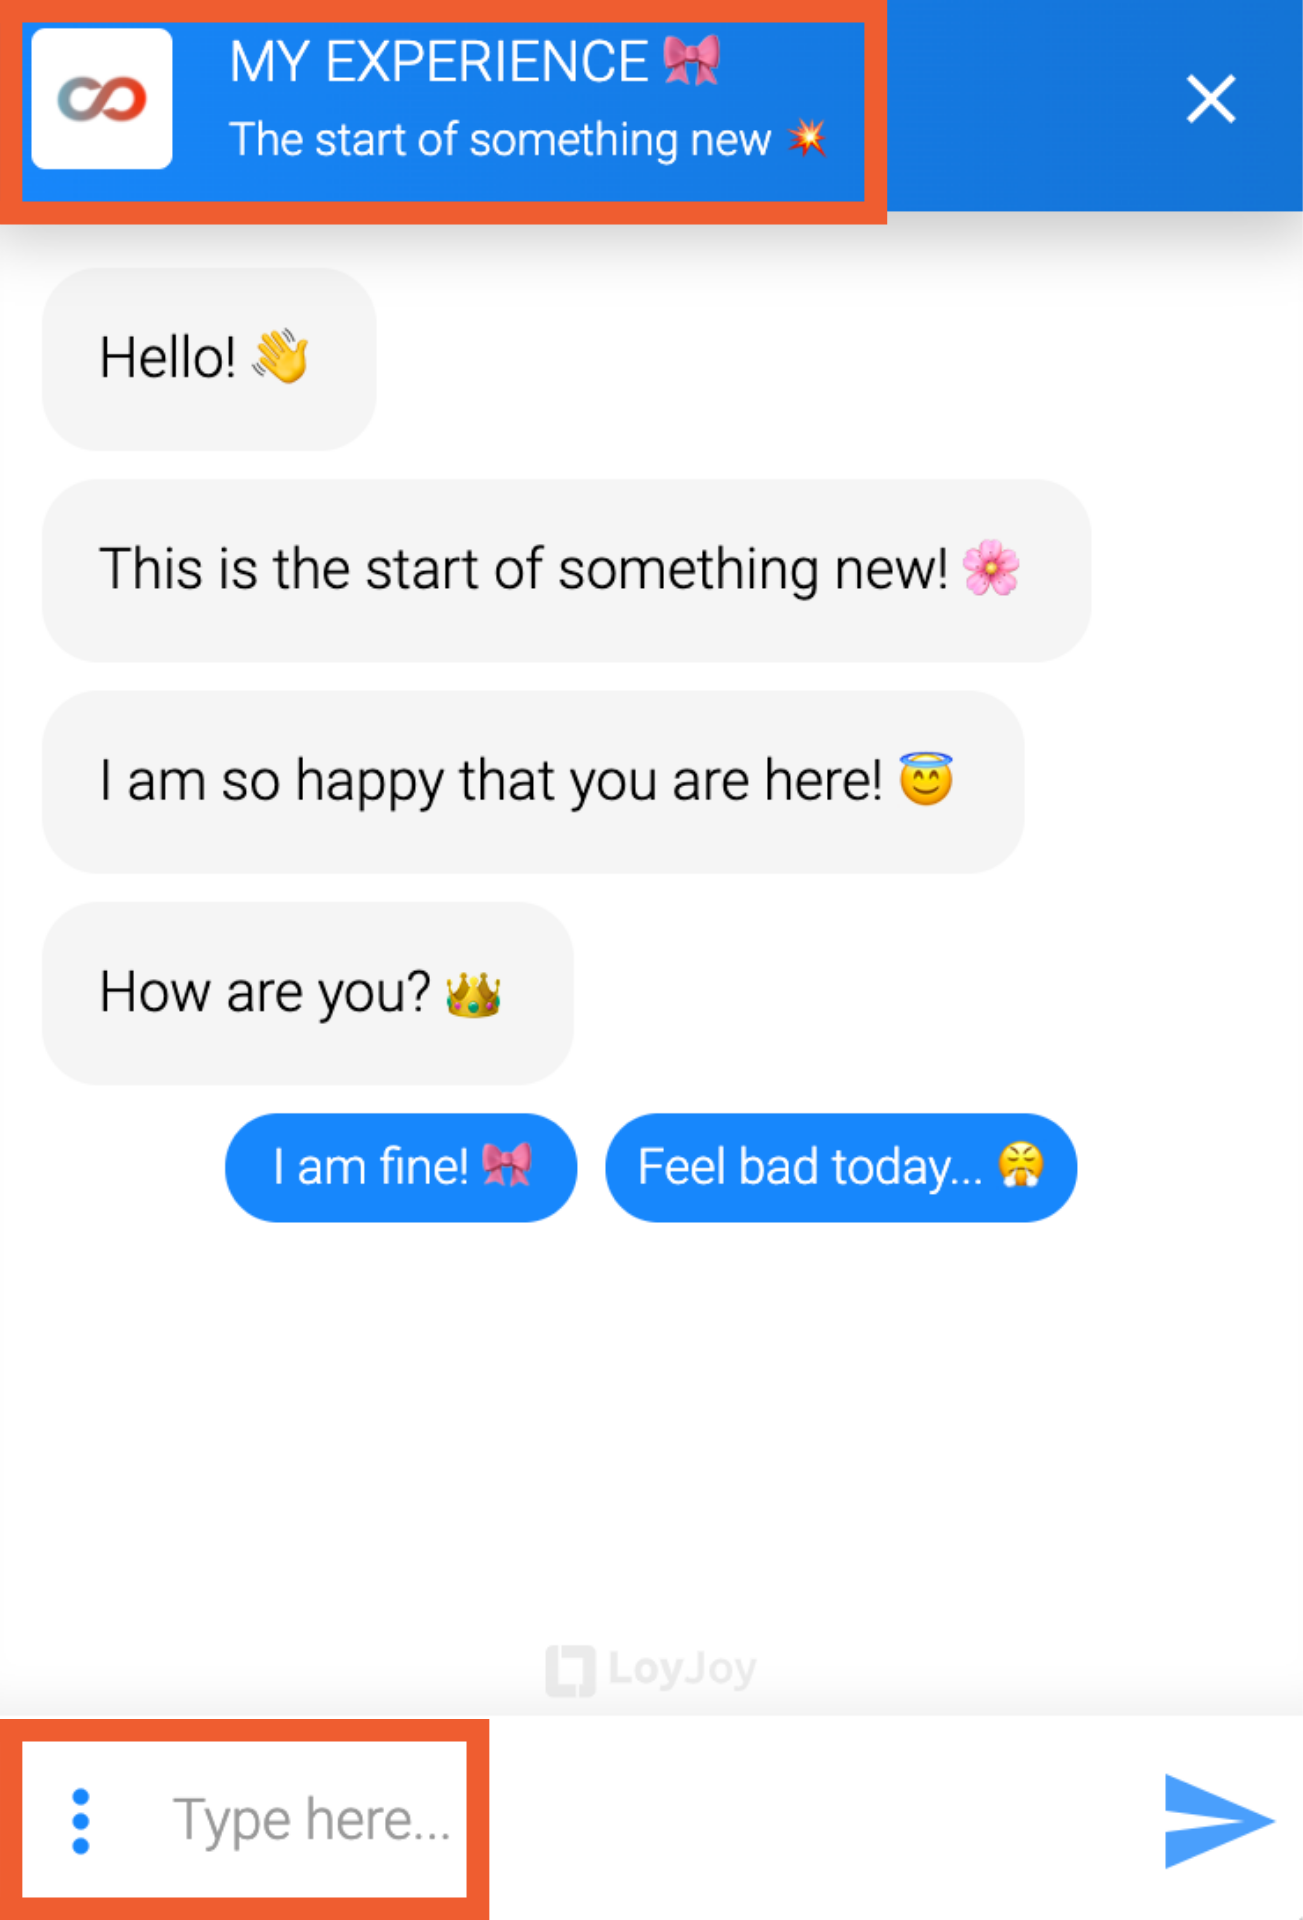 MY EXPERIENCE 🎀
The start of something new 💥
Hello! 👋
This is the start of something new! 🌸
I am so happy that you are here! 😇
How are you? 👑
I am fine! 🎀
Feel bad today... 😤
LoyJoy
Type here...